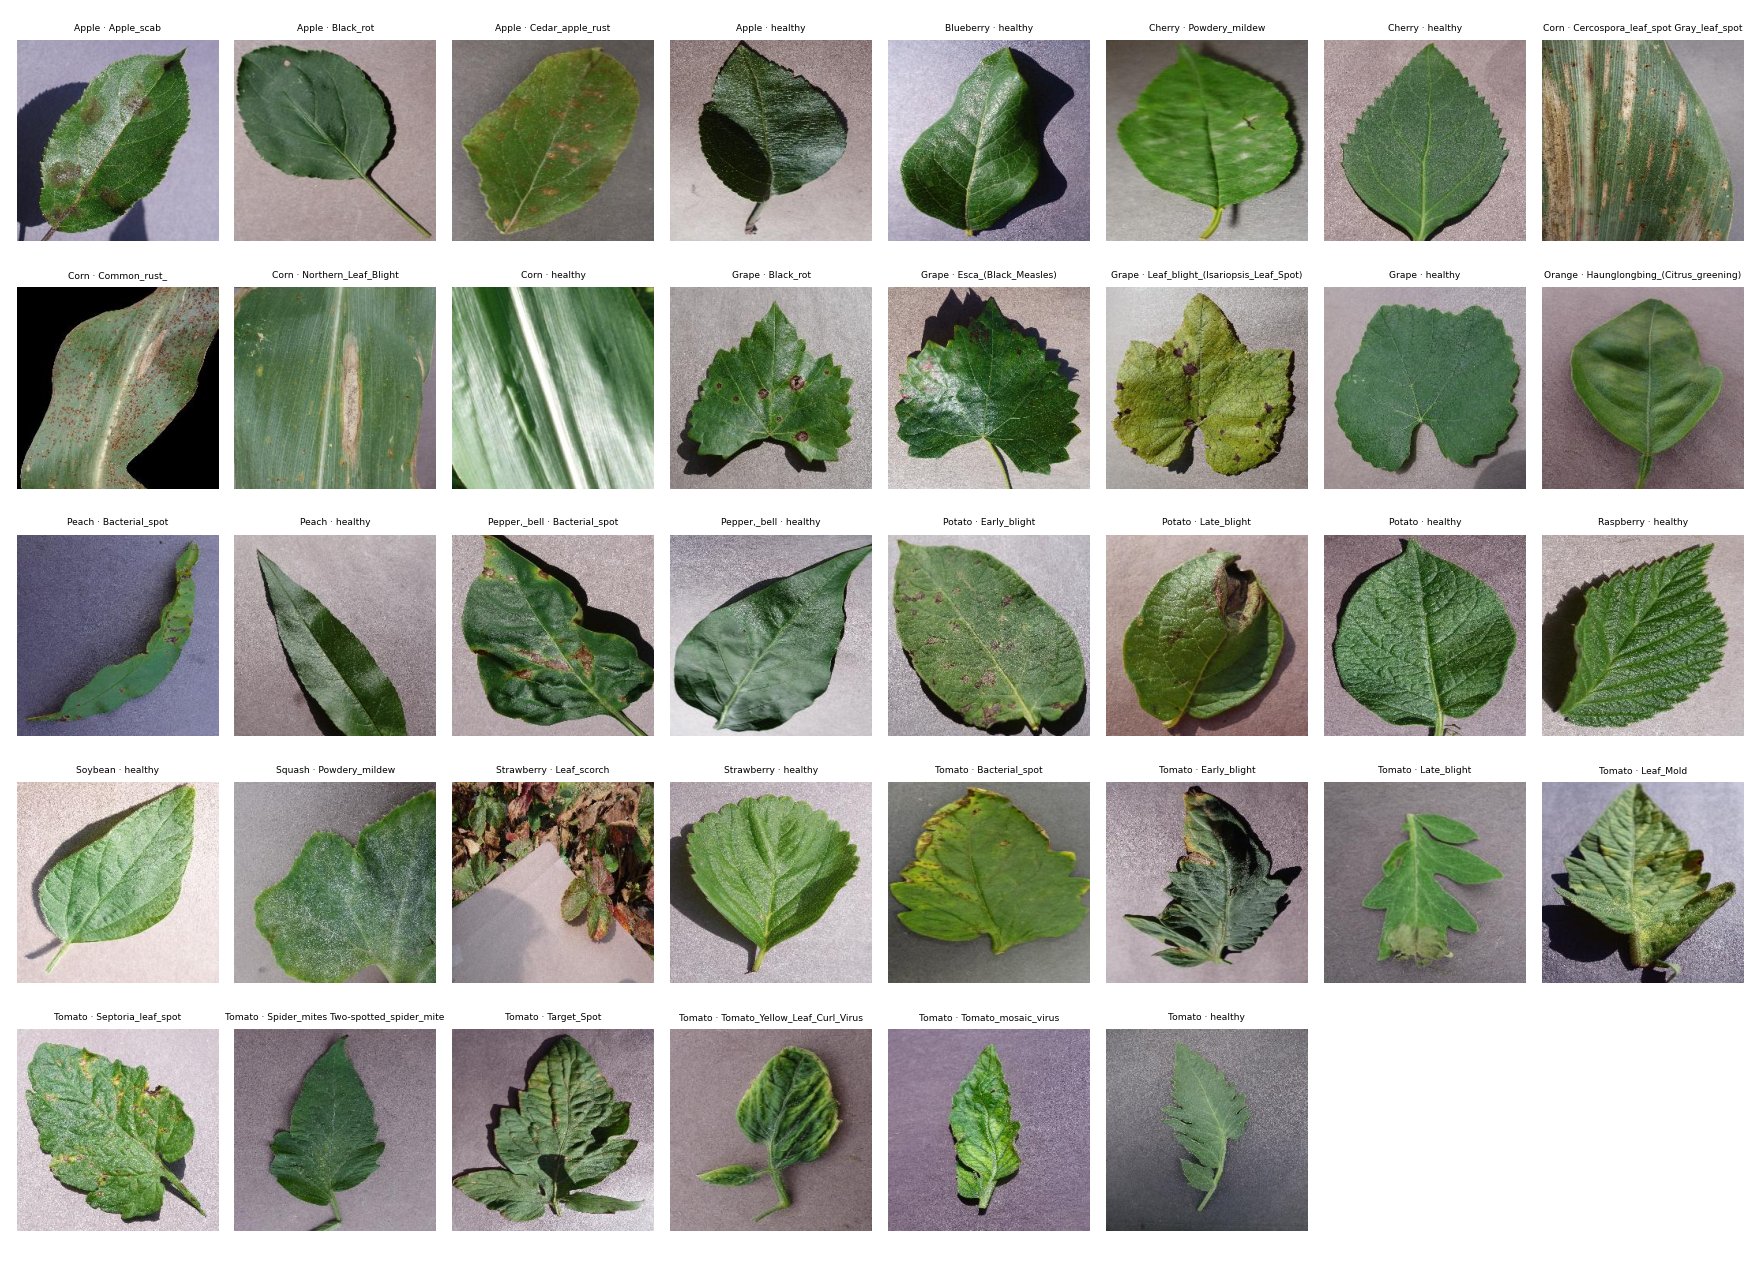 Apple · Apple_scab
Apple · Black_rot
Apple · Cedar_apple_rust
Apple · healthy
Blueberry · healthy
Cherry · Powdery_mildew
Cherry · healthy
Corn · Cercospora_leaf_spot Gray_leaf_spot
Corn · Common_rust_
Corn · Northern_Leaf_Blight
Corn · healthy
Grape · Black_rot
Grape · Esca_(Black_Measles)
Grape · Leaf_blight_(Isariopsis_Leaf_Spot)
Grape · healthy
Orange · Haunglongbing_(Citrus_greening)
Peach · Bacterial_spot
Peach · healthy
Pepper,_bell · Bacterial_spot
Pepper,_bell · healthy
Potato · Early_blight
Potato · Late_blight
Potato · healthy
Raspberry · healthy
Soybean · healthy
Squash · Powdery_mildew
Strawberry · Leaf_scorch
Strawberry · healthy
Tomato · Bacterial_spot
Tomato · Early_blight
Tomato · Late_blight
Tomato · Leaf_Mold
Tomato · Septoria_leaf_spot
Tomato · Spider_mites Two-spotted_spider_mite
Tomato · Target_Spot
Tomato · Tomato_Yellow_Leaf_Curl_Virus
Tomato · Tomato_mosaic_virus
Tomato · healthy